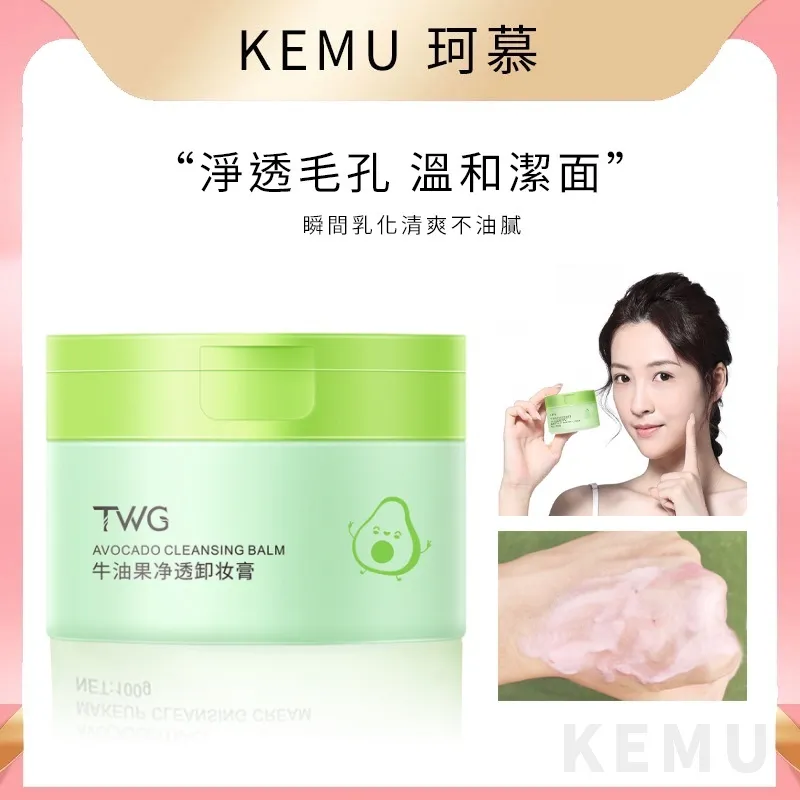 KEMU 珂慕
“淨透毛孔 溫和潔面”
瞬間乳化清爽不油膩
TWG
AVOCADO CLEANSING BALM
牛油果净透卸妆膏
NET:100g
MAKEUP CLEANSING CREAM
KEMU